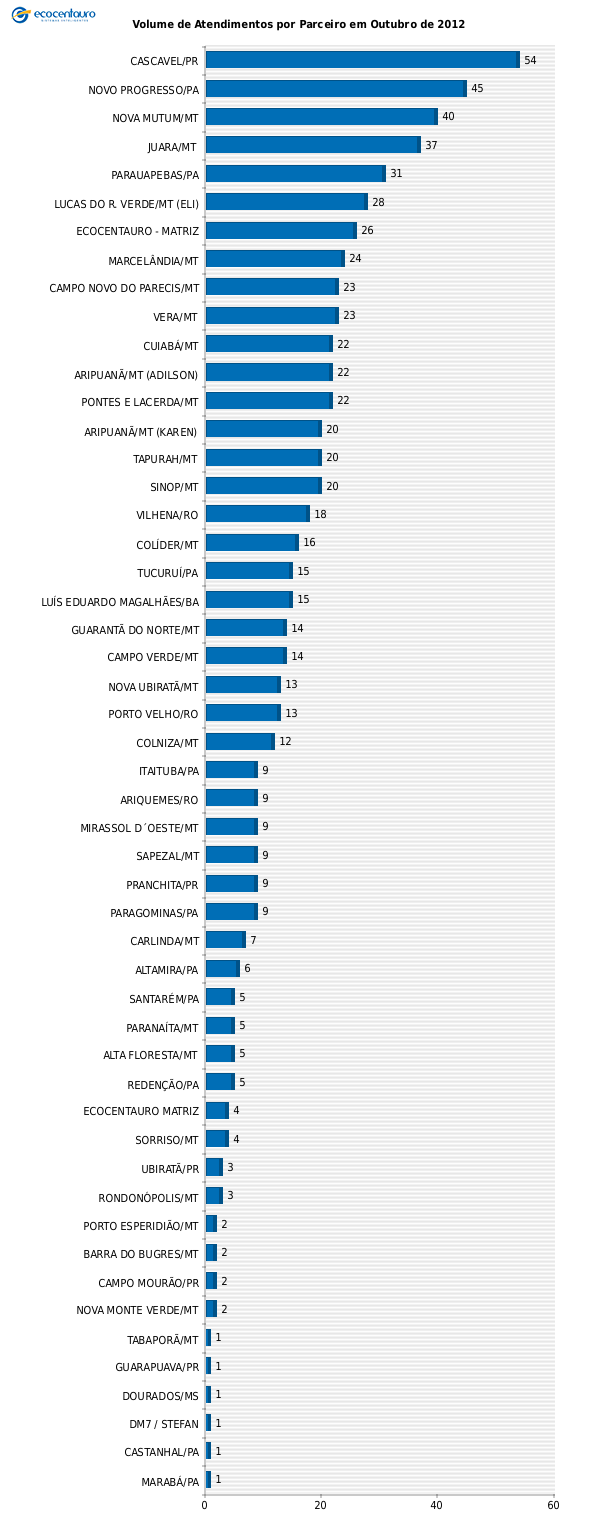 ecocentauro
Volume de Atendimentos por Parceiro em Outubro de 2012
CASCAVEL/PR 54
NOVO PROGRESSO/PA 45
NOVA MUTUM/MT 40
JUARA/MT 37
PARAUAPEBAS/PA 31
LUCAS DO R. VERDE/MT (ELI) 28
ECOCENTAURO - MATRIZ 26
MARCELÂNDIA/MT 24
CAMPO NOVO DO PARECIS/MT 23
VERA/MT 23
CUIABÁ/MT 22
ARIPUANÃ/MT (ADILSON) 22
PONTES E LACERDA/MT 22
ARIPUANÃ/MT (KAREN) 20
TAPURAH/MT 20
SINOP/MT 20
VILHENA/RO 18
COLÍDER/MT 16
TUCURUÍ/PA 15
LUÍS EDUARDO MAGALHÃES/BA 15
GUARANTÃ DO NORTE/MT 14
CAMPO VERDE/MT 14
NOVA UBIRATÃ/MT 13
PORTO VELHO/RO 13
COLNIZA/MT 12
ITAITUBA/PA 9
ARIQUEMES/RO 9
MIRASSOL D´OESTE/MT 9
SAPEZAL/MT 9
PRANCHITA/PR 9
PARAGOMINAS/PA 9
CARLINDA/MT 7
ALTAMIRA/PA 6
SANTARÉM/PA 5
PARANAÍTA/MT 5
ALTA FLORESTA/MT 5
REDENÇÃO/PA 5
ECOCENTAURO MATRIZ 4
SORRISO/MT 4
UBIRATÃ/PR 3
RONDONÓPOLIS/MT 3
PORTO ESPERIDIÃO/MT 2
BARRA DO BUGRES/MT 2
CAMPO MOURÃO/PR 2
NOVA MONTE VERDE/MT 2
TABAPORÃ/MT 1
GUARAPUAVA/PR 1
DOURADOS/MS 1
DM7 / STEFAN 1
CASTANHAL/PA 1
MARABÁ/PA 1
0 20 40 60